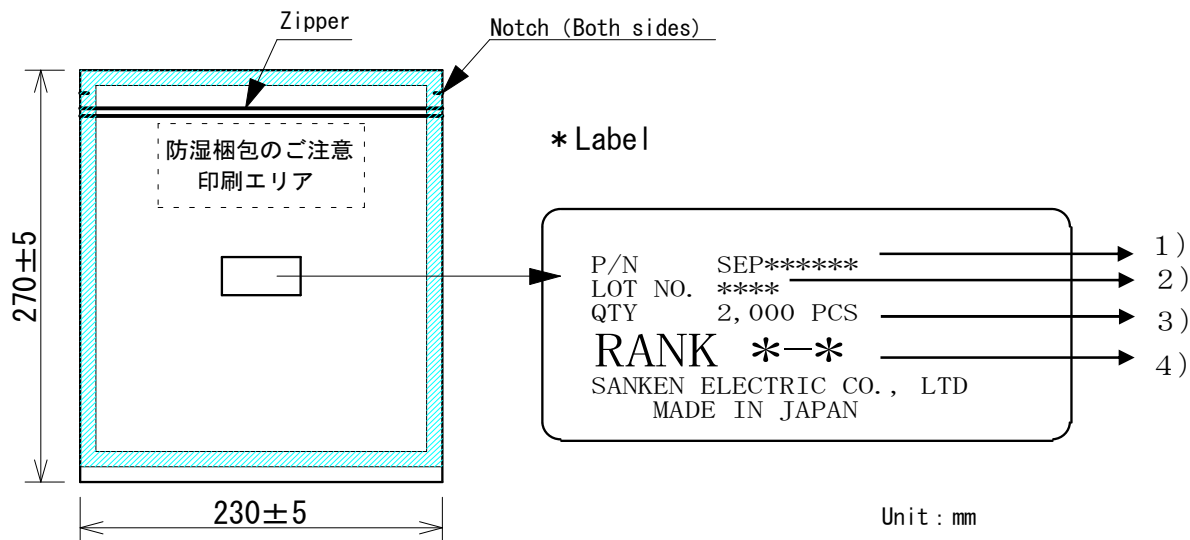 Zipper
Notch (Both sides)
防湿梱包のご注意
印刷エリア
270±5
230±5
*Label
P/N SEP******
LOT NO. ****
QTY 2,000 PCS
RANK *-*
SANKEN ELECTRIC CO., LTD
MADE IN JAPAN
1)
2)
3)
4)
Unit : mm